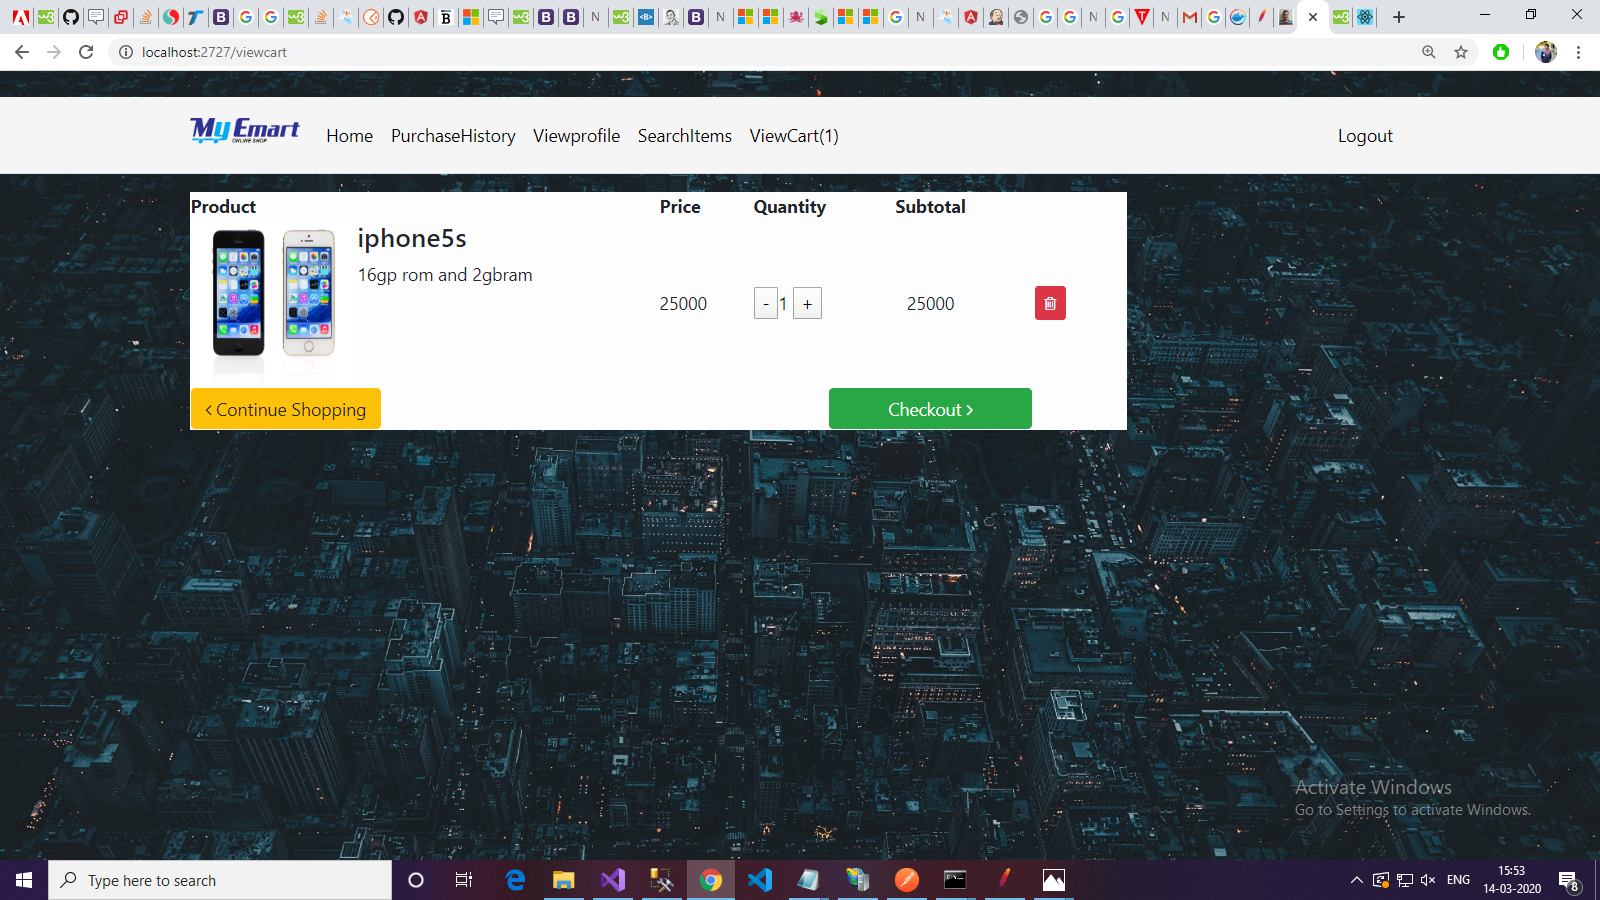 localhost:2727/viewcart
My Emart
ONLINE SHOP
Home PurchaseHistory Viewprofile SearchItems ViewCart(1) Logout
Product Price Quantity Subtotal
iphone5s
16gp rom and 2gbram
25000 - 1 + 25000
Continue Shopping Checkout
Activate Windows
Go to Settings to activate Windows.
Type here to search
ENG
15:53
14-03-2020
8